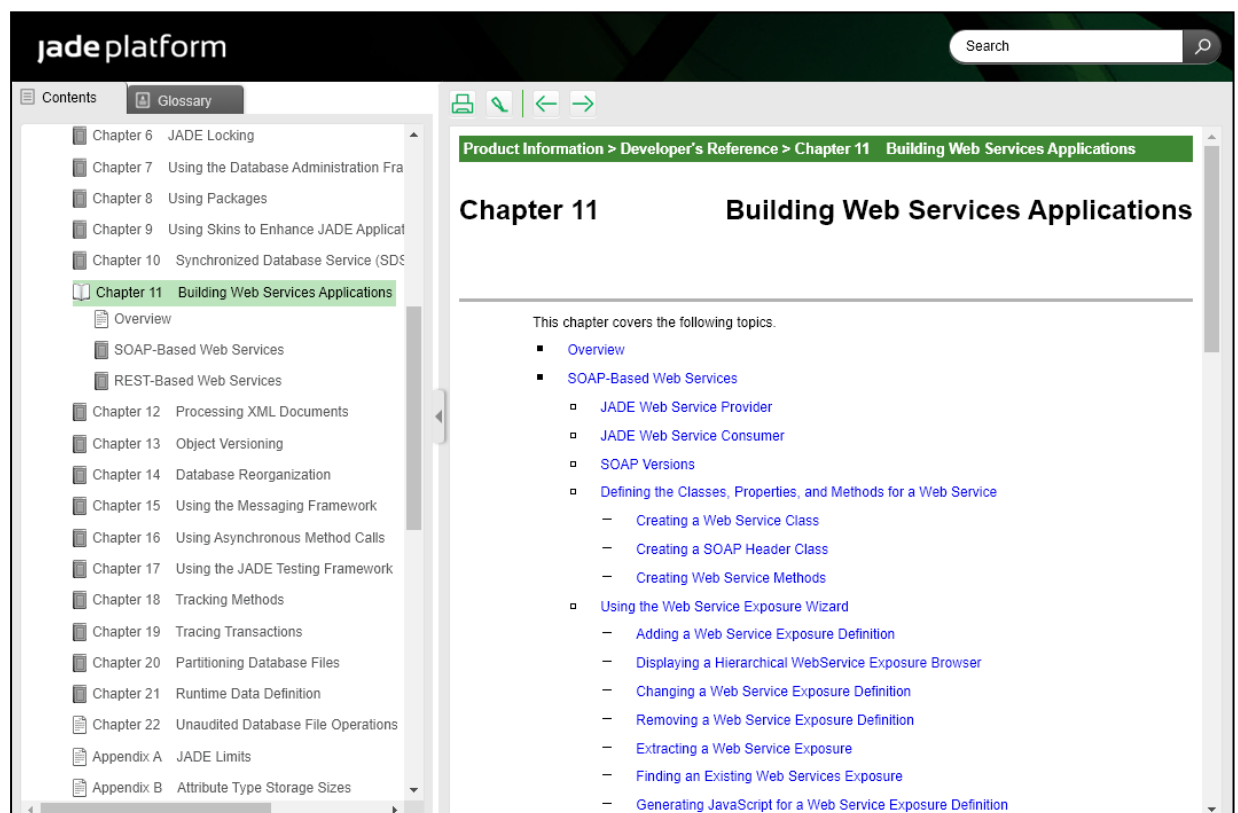 jadeplatform
Search
Contents
Glossary
Chapter 6 JADE Locking
Chapter 7 Using the Database Administration Fra
Chapter 8 Using Packages
Chapter 9 Using Skins to Enhance JADE Applicat
Chapter 10 Synchronized Database Service (SDS
Chapter 11 Building Web Services Applications
Overview
SOAP-Based Web Services
REST-Based Web Services
Chapter 12 Processing XML Documents
Chapter 13 Object Versioning
Chapter 14 Database Reorganization
Chapter 15 Using the Messaging Framework
Chapter 16 Using Asynchronous Method Calls
Chapter 17 Using the JADE Testing Framework
Chapter 18 Tracking Methods
Chapter 19 Tracing Transactions
Chapter 20 Partitioning Database Files
Chapter 21 Runtime Data Definition
Chapter 22 Unaudited Database File Operations
Appendix A JADE Limits
Appendix B Attribute Type Storage Sizes
Product Information > Developer's Reference > Chapter 11 Building Web Services Applications
Chapter 11 Building Web Services Applications
This chapter covers the following topics.
Overview
SOAP-Based Web Services
JADE Web Service Provider
JADE Web Service Consumer
SOAP Versions
Defining the Classes, Properties, and Methods for a Web Service
Creating a Web Service Class
Creating a SOAP Header Class
Creating Web Service Methods
Using the Web Service Exposure Wizard
Adding a Web Service Exposure Definition
Displaying a Hierarchical WebService Exposure Browser
Changing a Web Service Exposure Definition
Removing a Web Service Exposure Definition
Extracting a Web Service Exposure
Finding an Existing Web Services Exposure
Generating JavaScript for a Web Service Exposure Definition